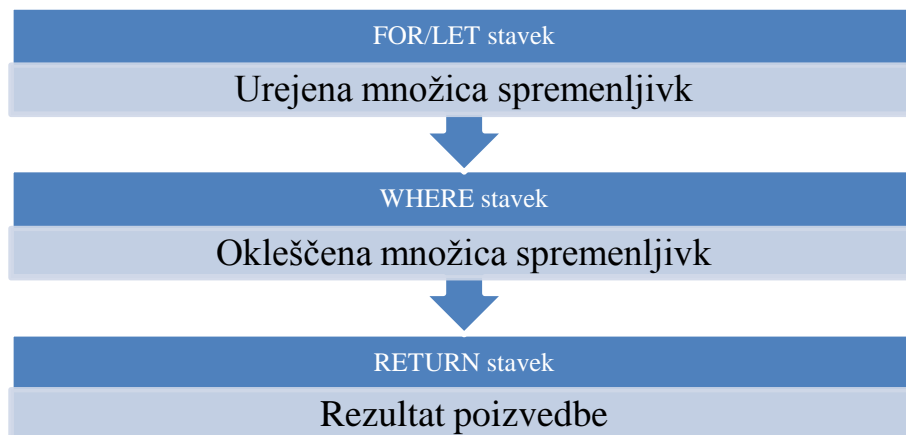 FOR/LET stavek
Urejena množica spremenljivk
WHERE stavek
Okleščena množica spremenljivk
RETURN stavek
Rezultat poizvedbe